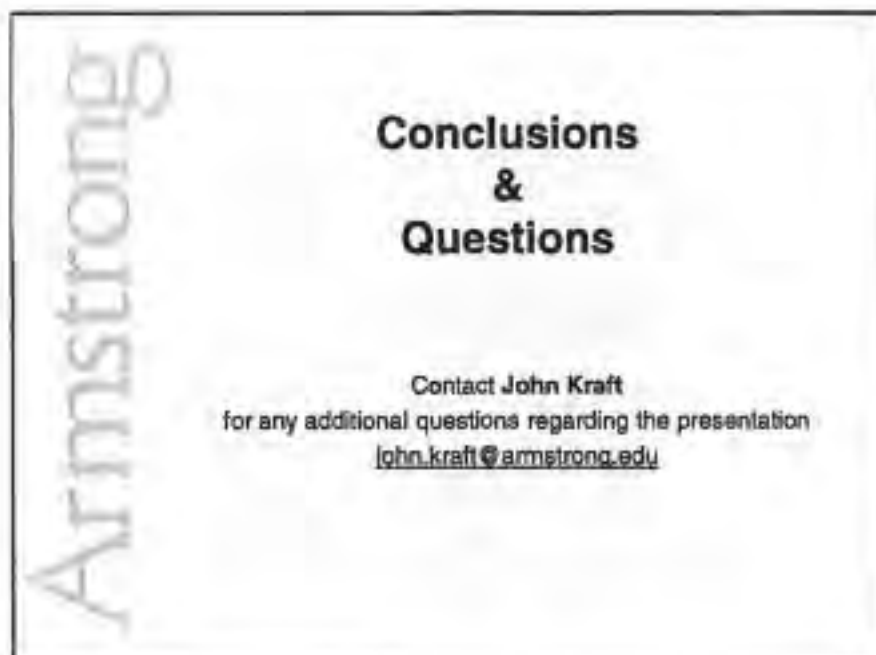 Armstrong
Conclusions
&
Questions
Contact John Kraft
for any additional questions regarding the presentation
john.kraft@armstrong.edu